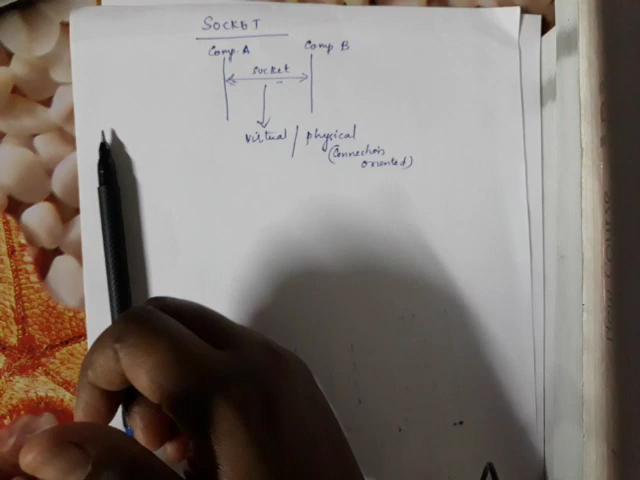 SOCKET
Comp. A Comp B
socket
virtual / physical
(Connection
oriented)